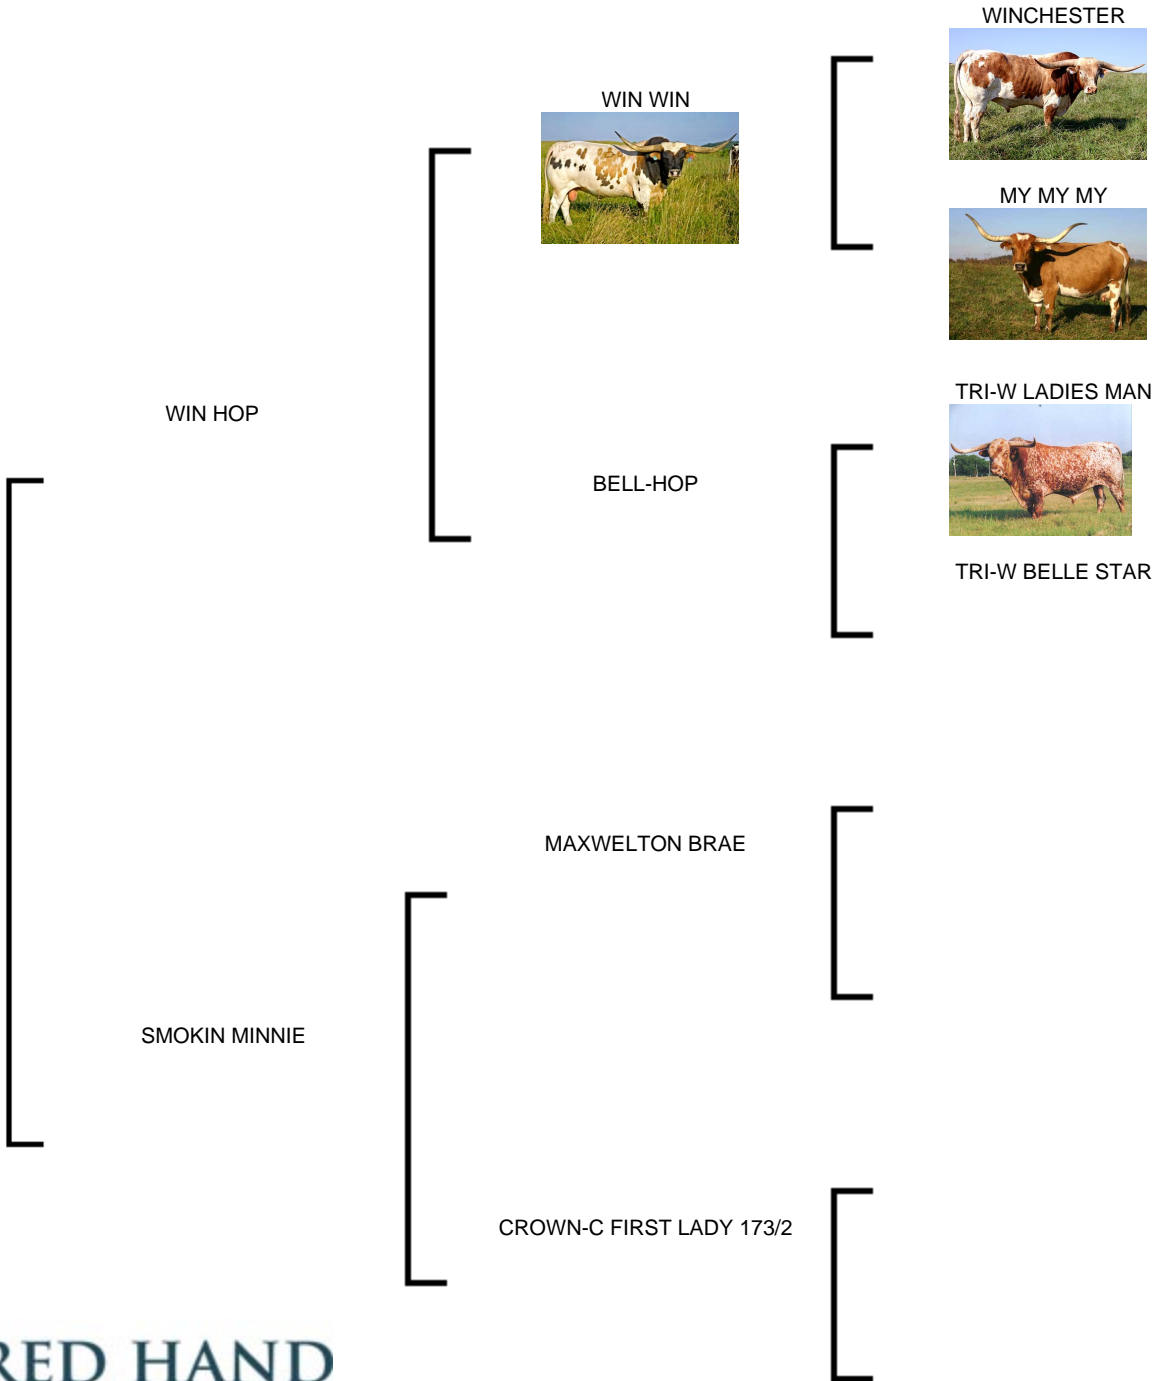 WINCHESTER
WIN WIN
MY MY MY
TRI-W LADIES MAN
WIN HOP
BELL-HOP
TRI-W BELLE STAR
MAXWELTON BRAE
SMOKIN MINNIE
CROWN-C FIRST LADY 173/2
RED HAND